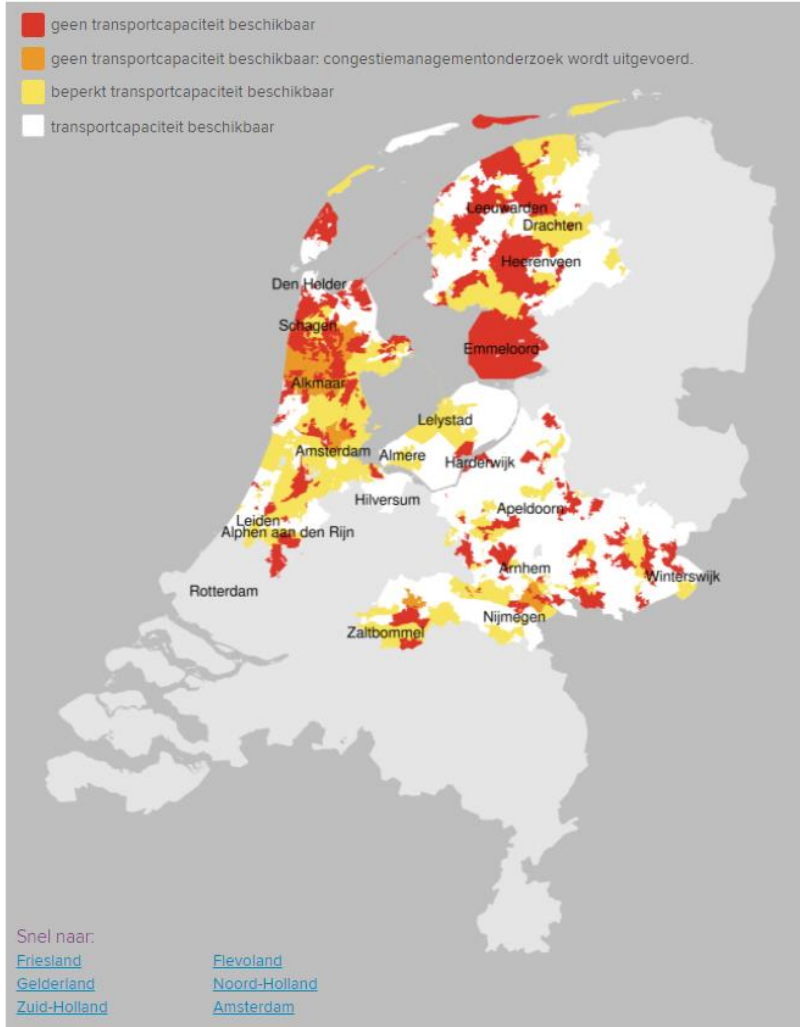 geen transportcapaciteit beschikbaar
geen transportcapaciteit beschikbaar: congestiemanagementonderzoek wordt uitgevoerd.
beperkt transportcapaciteit beschikbaar
transportcapaciteit beschikbaar
Leeuwarden
Drachten
Heerenveen
Den Helder
Schagen
Emmeloord
Alkmaar
Lelystad
Amsterdam
Almere
Harderwijk
Hilversum
Apeldoorn
Leiden
Alphen aan den Rijn
Arnhem
Winterswijk
Rotterdam
Nijmegen
Zaltbommel
Snel naar:
Friesland
Flevoland
Gelderland
Noord-Holland
Zuid-Holland
Amsterdam